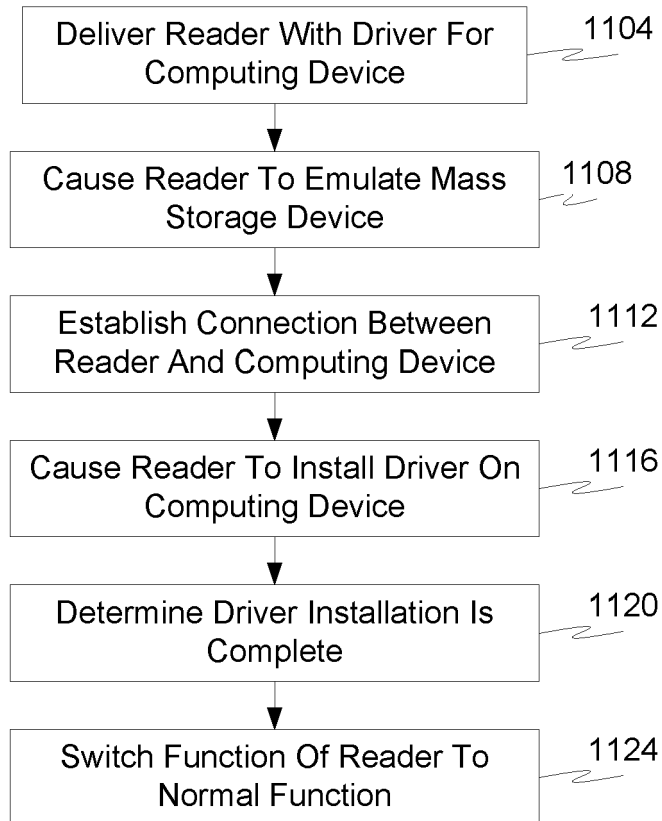 Deliver Reader With Driver For
Computing Device
1104
Cause Reader To Emulate Mass
Storage Device
1108
Establish Connection Between
Reader And Computing Device
1112
Cause Reader To Install Driver On
Computing Device
1116
Determine Driver Installation Is
Complete
1120
Switch Function Of Reader To
Normal Function
1124